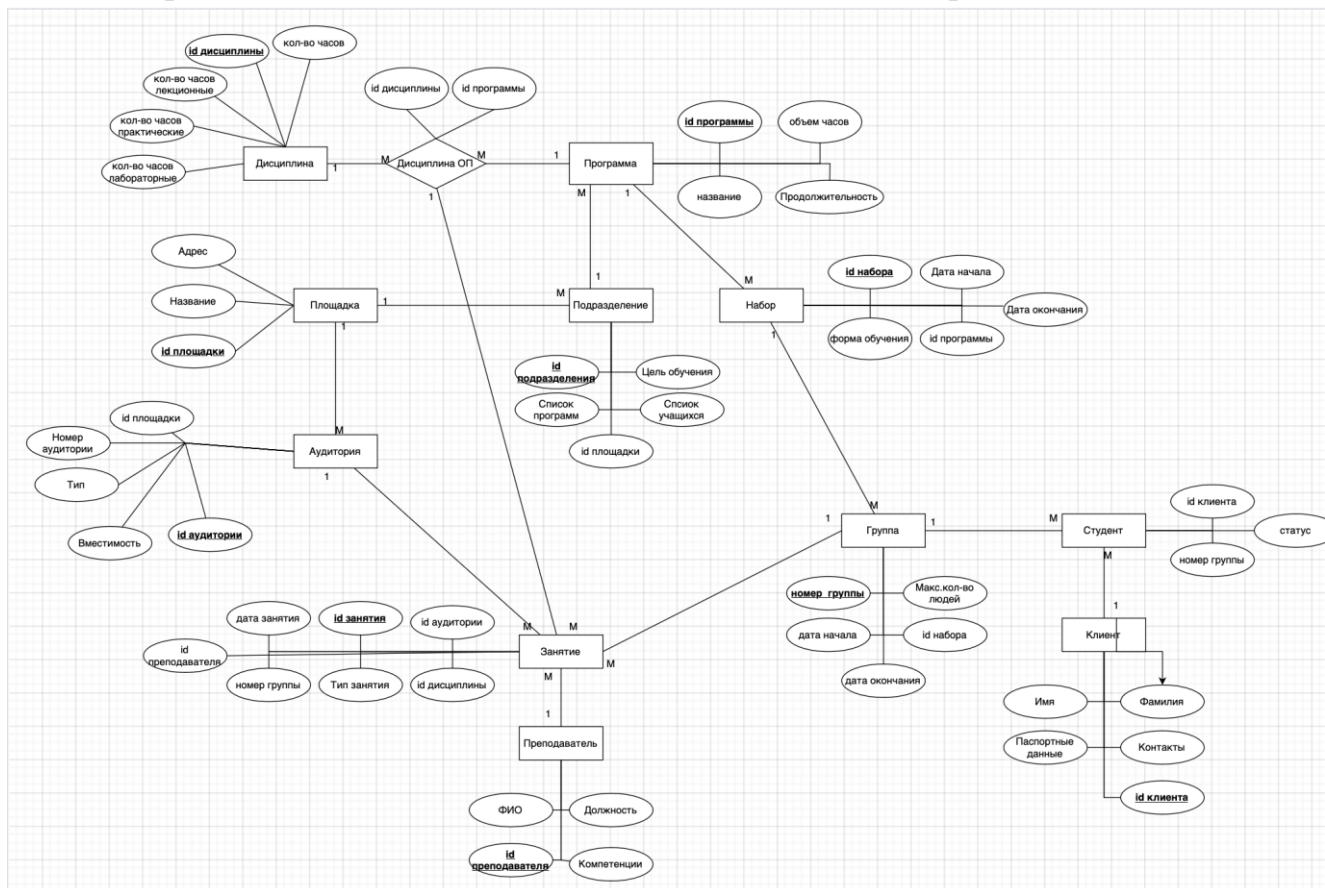 id дисциплины
кол-во часов
кол-во часов
лекционные
кол-во часов
практические
кол-во часов
лабораторные
Дисциплина
1
M
id дисциплины
id программы
Дисциплина ОП
M
1
1
Программа
id программы
объем часов
название
Продолжительность
M
1
Адрес
Название
id площадки
Площадка
1
1
M
1
Подразделение
id
подразделения
Цель обучения
Список
программ
Спсиок
учащихся
id площадки
M
Набор
1
id набора
Дата начала
Дата окончания
форма обучения
id программы
id площадки
Номер
аудитории
Тип
Вместимость
id аудитории
M
Аудитория
1
M
1
Группа
1
номер группы
Макс.кол-во
людей
дата начала
id набора
дата окончания
M
Студент
M
id клиента
статус
номер группы
1
Клиент
Имя
Фамилия
Паспортные
данные
Контакты
id клиента
дата занятия
id занятия
id аудитории
id
преподавателя
номер группы
Тип занятия
id дисциплины
M
M
Занятие
M
M
1
Преподаватель
ФИО
Должность
id
преподавателя
Компетенции